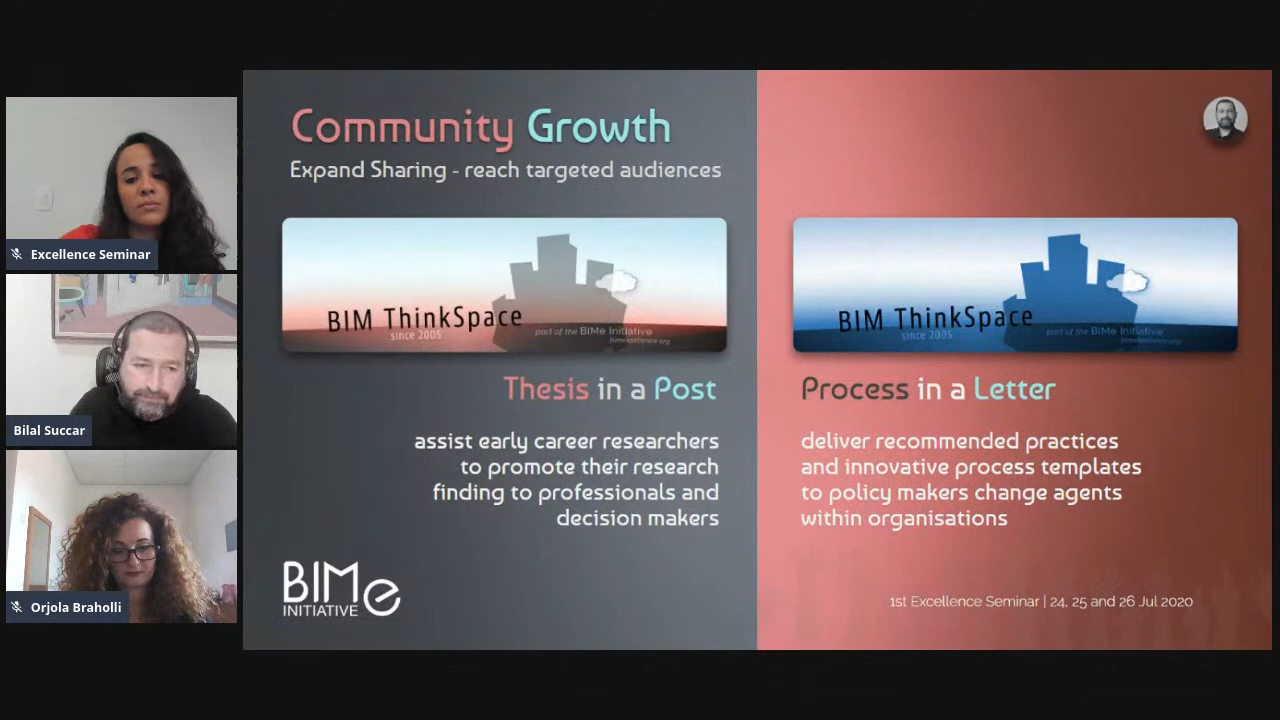 Community Growth
Expand Sharing - reach targeted audiences
BIM ThinkSpace
since 2005
part of the BIMe Initiative
bimexcellence.org
Thesis in a Post
assist early career researchers
to promote their research
finding to professionals and
decision makers
BIMe
INITIATIVE
BIM ThinkSpace
since 2005
part of the BIMe Initiative
bimexcellence.org
Process in a Letter
deliver recommended practices
and innovative process templates
to policy makers change agents
within organisations
1st Excellence Seminar | 24, 25 and 26 Jul 2020
Excellence Seminar
Bilal Succar
Orjola Braholli